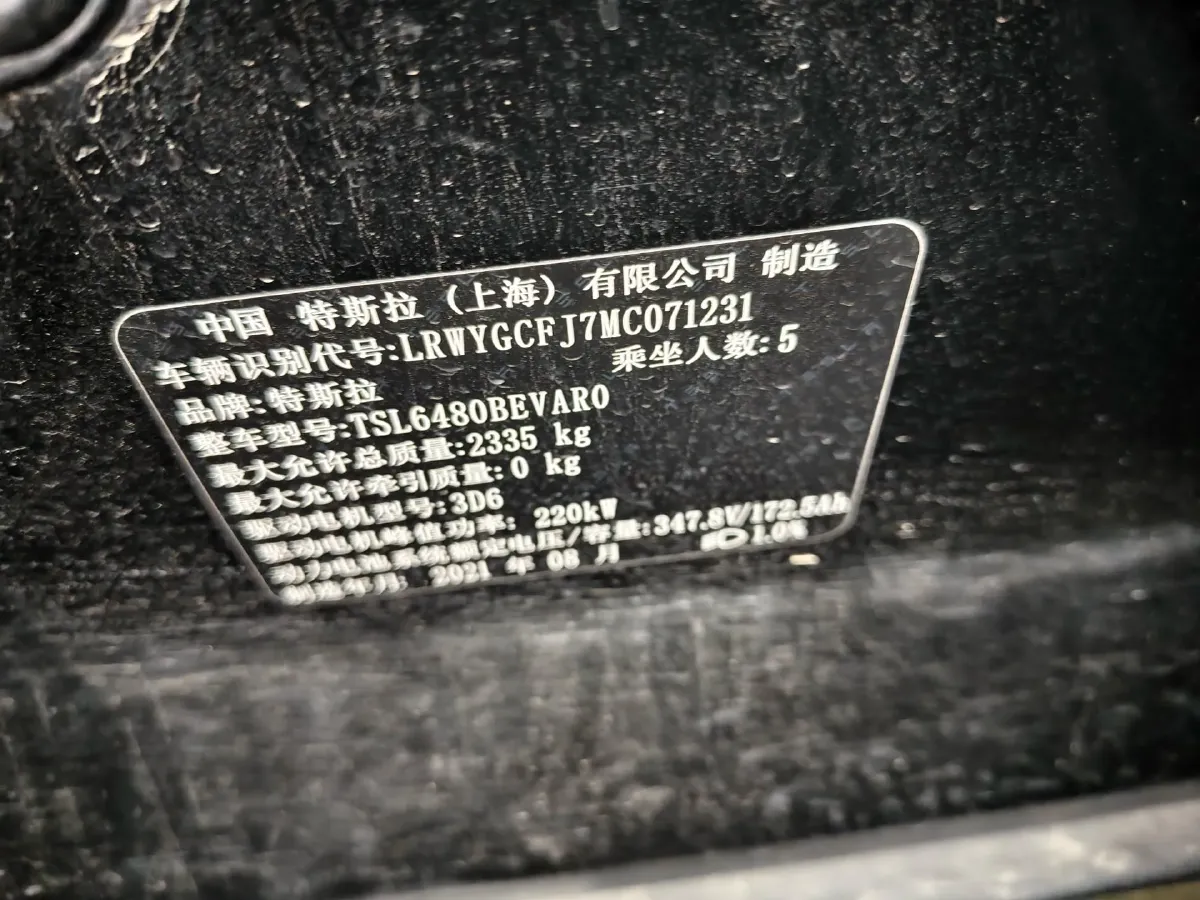 中国 特斯拉（上海）有限公司 制造
车辆识别代号:LRWYGCFJ7MC071231
品牌:特斯拉 乘坐人数:5
整车型号:TSL6480BEVAR0
最大允许总质量:2335 kg
最大允许牵引质量:0 kg
驱动电机型号:3D6
驱动电机峰值功率: 220kW
动力电池系统额定电压/容量:347.8V/172.5Ah
制造年月: 2021 年 08 月 1.0%